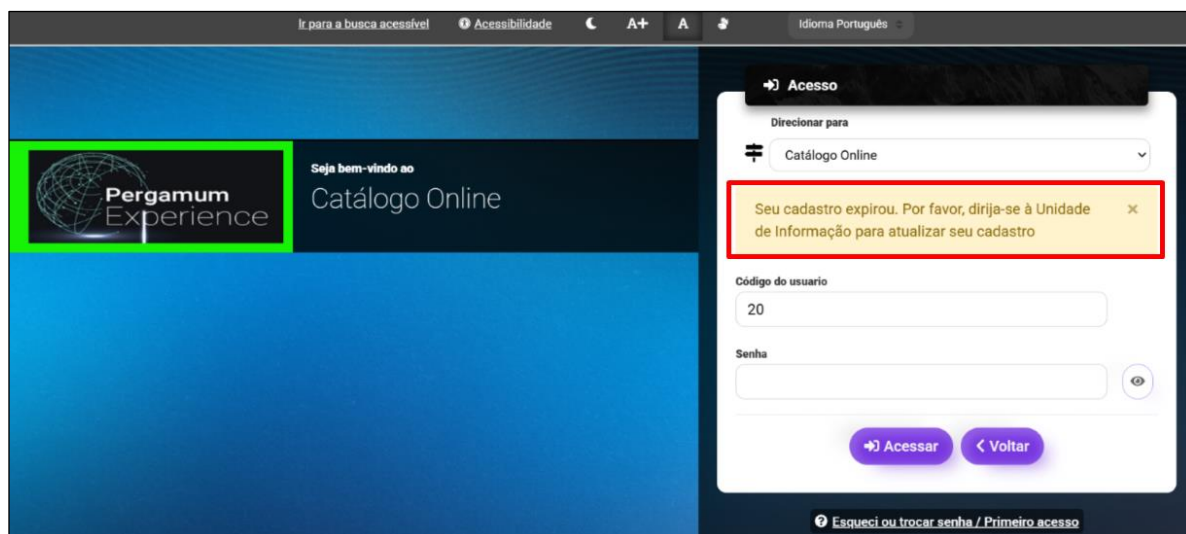 Ir para a busca acessível Acessibilidade A+ A Idioma Português
Pergamum
Experience
Seja bem-vindo ao
Catálogo Online
Acesso
Direcionar para
Catálogo Online
Seu cadastro expirou. Por favor, dirija-se à Unidade ×
de Informação para atualizar seu cadastro
Código do usuario
20
Senha
Acessar Voltar
Esqueci ou trocar senha / Primeiro acesso